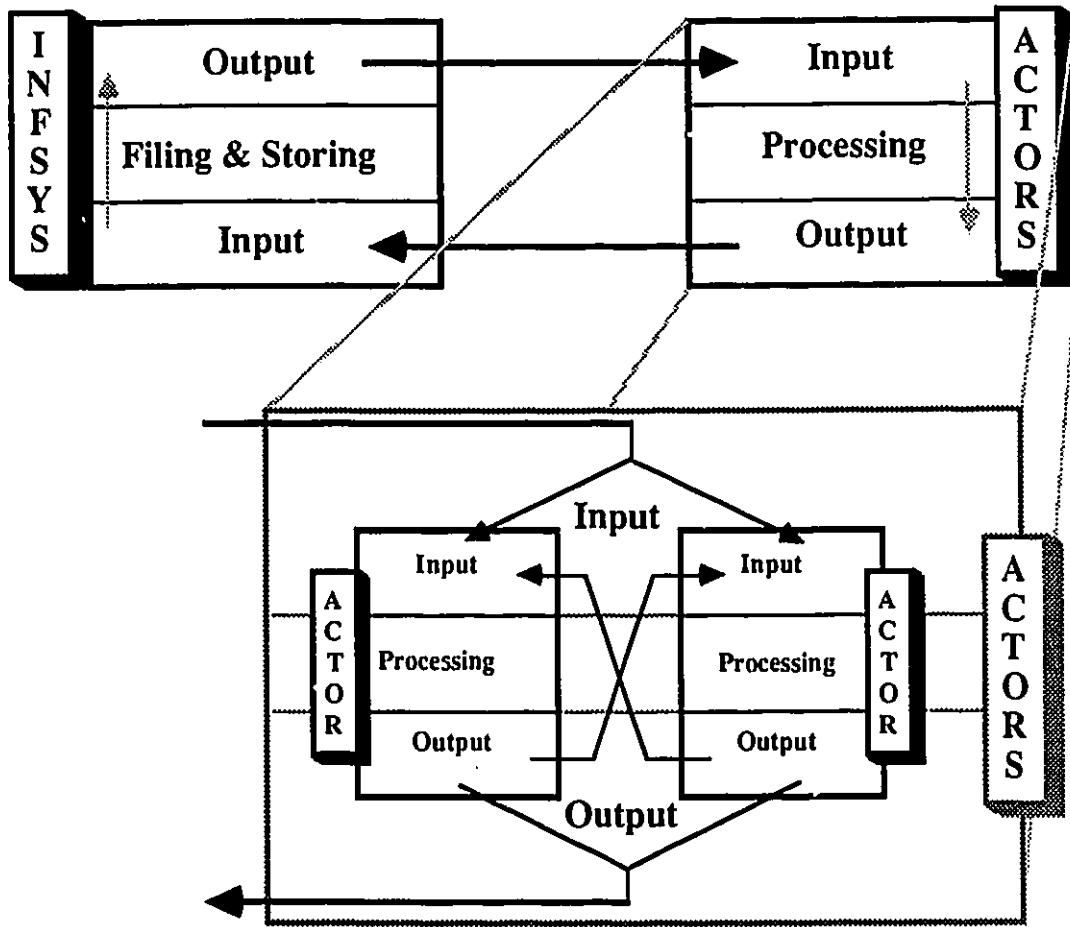 INFSYS
Output
Filing & Storing
Input
Input
Processing
Output
ACTORS
Input
Input
Processing
Output
ACTOR
Input
Processing
Output
ACTOR
Output
ACTORS